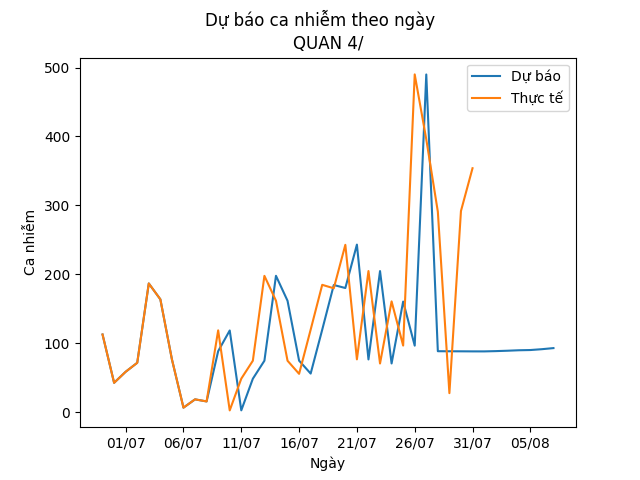 Dự báo ca nhiễm theo ngày
QUAN 4/
500
400
300
200
100
0
Ca nhiễm
Dự báo
Thực tế
01/07
06/07
11/07
16/07
21/07
26/07
31/07
05/08
Ngày